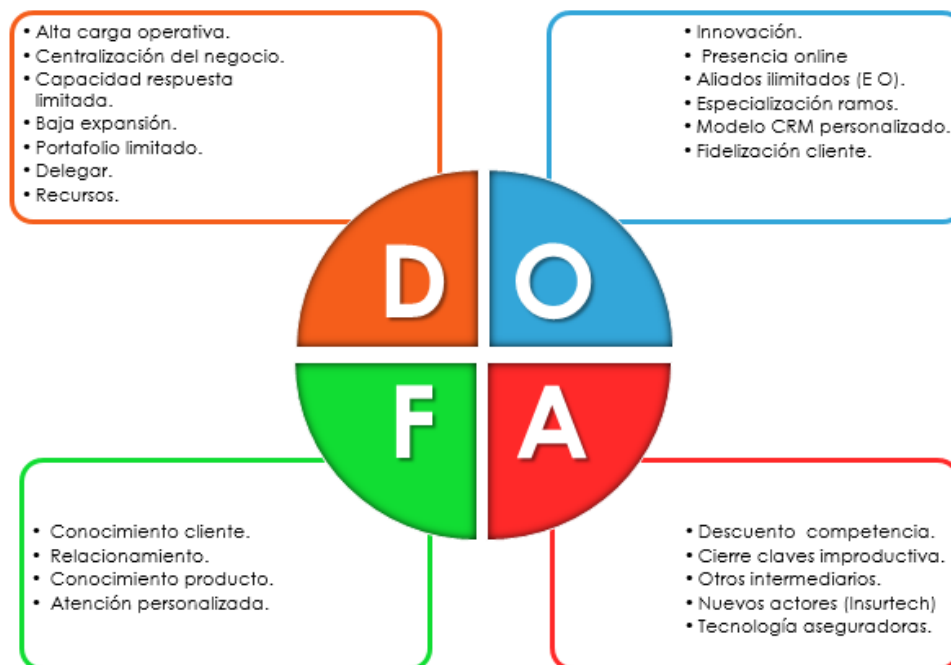 • Alta carga operativa.
• Centralización del negocio.
• Capacidad respuesta
limitada.
• Baja expansión.
• Portafolio limitado.
• Delegar.
• Recursos.
• Innovación.
• Presencia online
• Aliados ilimitados (E O).
• Especialización ramos.
• Modelo CRM personalizado.
• Fidelización cliente.
D O
F A
• Conocimiento cliente.
• Relacionamiento.
• Conocimiento producto.
• Atención personalizada.
• Descuento competencia.
• Cierre claves improductiva.
• Otros intermediarios.
• Nuevos actores (Insurtech)
• Tecnología aseguradoras.